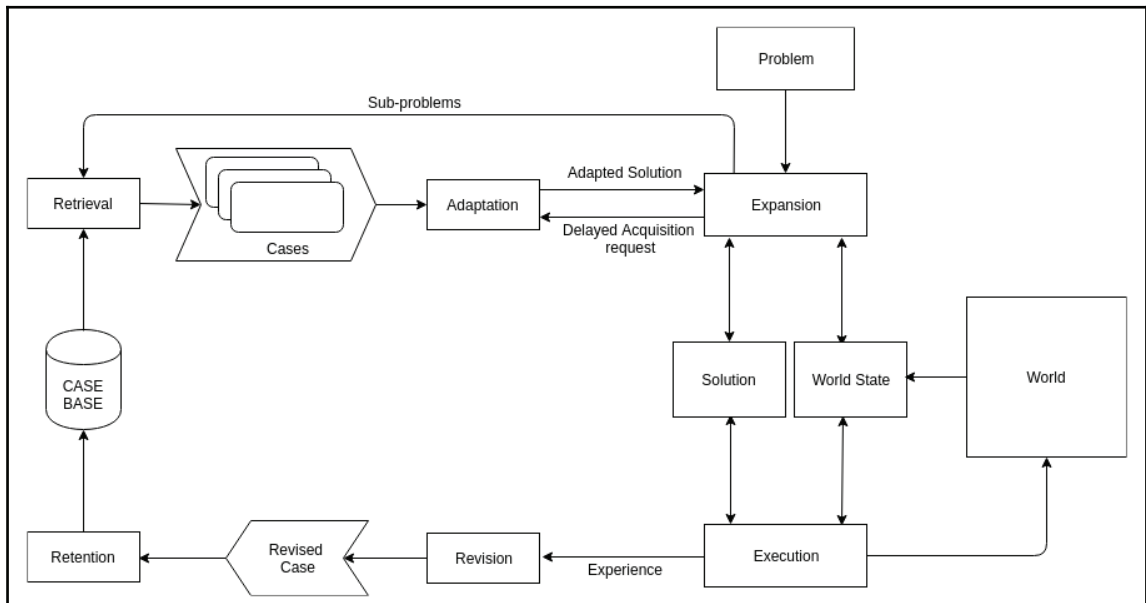 Problem
Sub-problems
Retrieval
Cases
Adaptation
Adapted Solution
Delayed Acquisition
request
Expansion
CASE
BASE
Solution
World State
World
Retention
Revised
Case
Revision
Experience
Execution